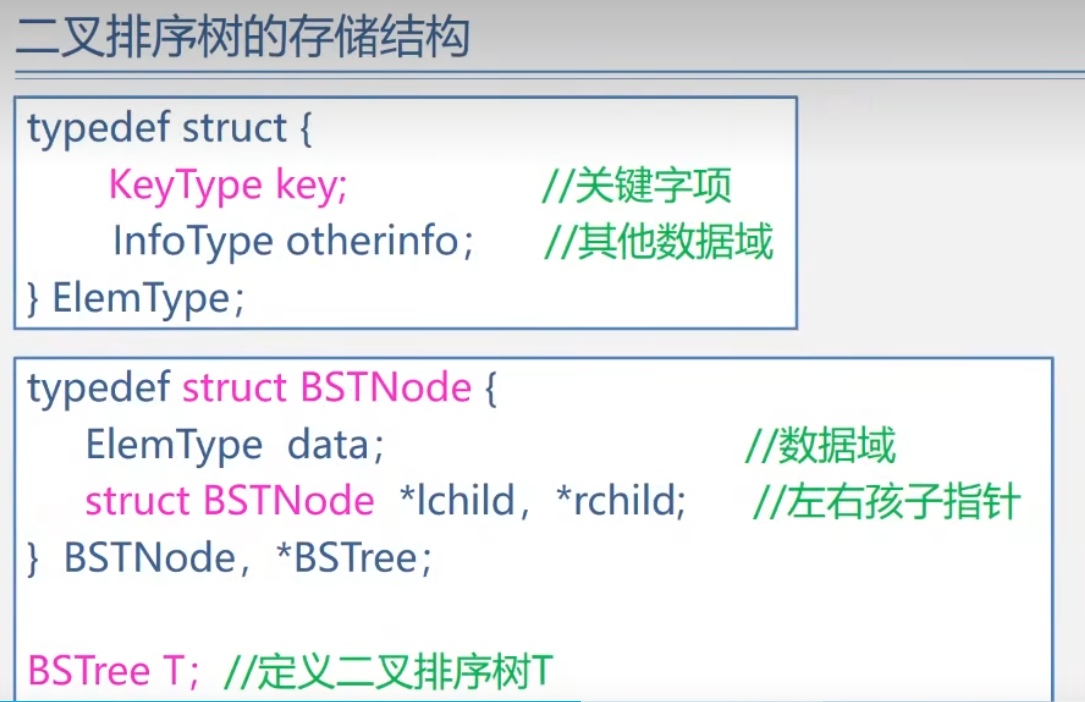 二叉排序树的存储结构
typedef struct {
KeyType key; //关键字项
InfoType otherinfo; //其他数据域
} ElemType;
typedef struct BSTNode {
ElemType data; //数据域
struct BSTNode *lchild, *rchild; //左右孩子指针
} BSTNode, *BSTree;
BSTree T; //定义二叉排序树T